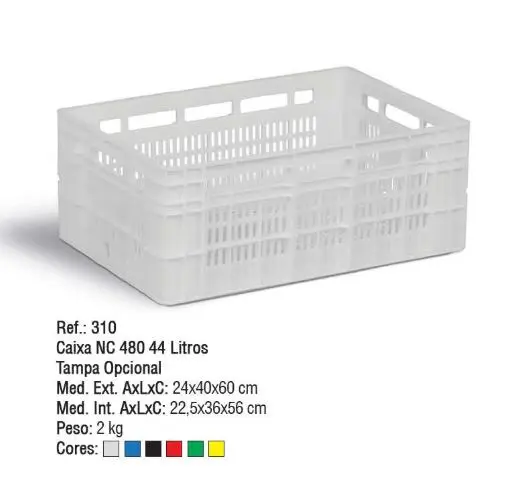 Ref.: 310
Caixa NC 480 44 Litros
Tampa Opcional
Med. Ext. AxLxC: 24x40x60 cm
Med. Int. AxLxC: 22,5x36x56 cm
Peso: 2 kg
Cores: